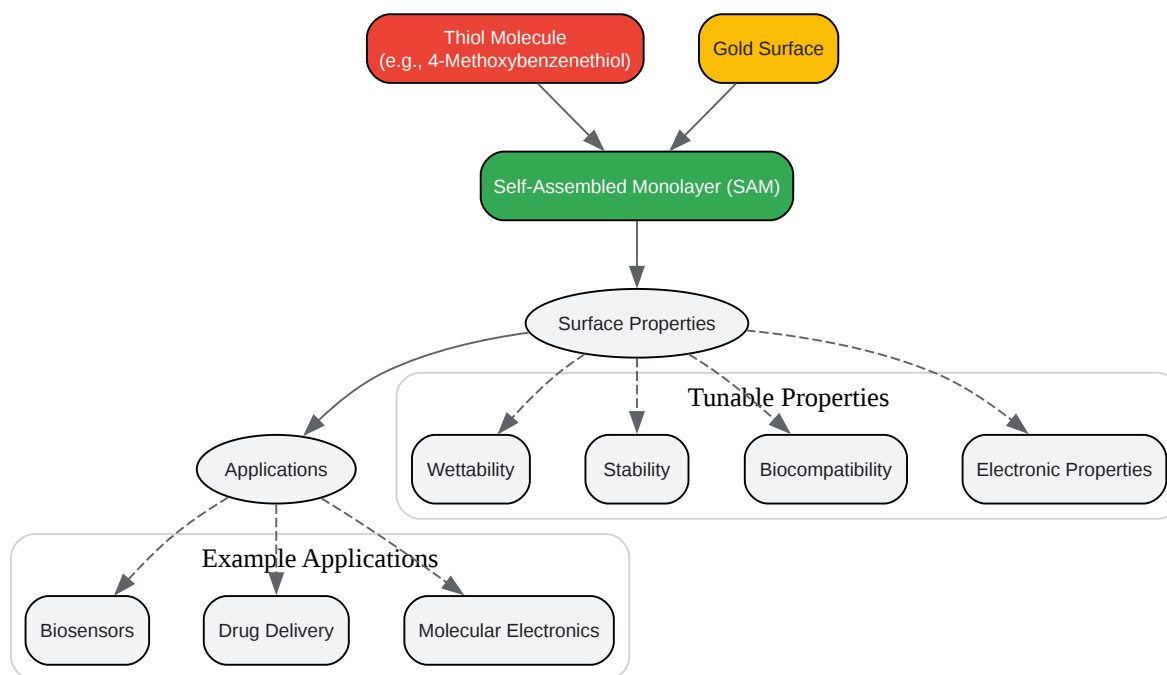 Thiol Molecule
(e.g., 4-Methoxybenzenethiol)
Gold Surface
Self-Assembled Monolayer (SAM)
Surface Properties
Tunable Properties
Applications
Wettability
Stability
Biocompatibility
Electronic Properties
Example Applications
Biosensors
Drug Delivery
Molecular Electronics